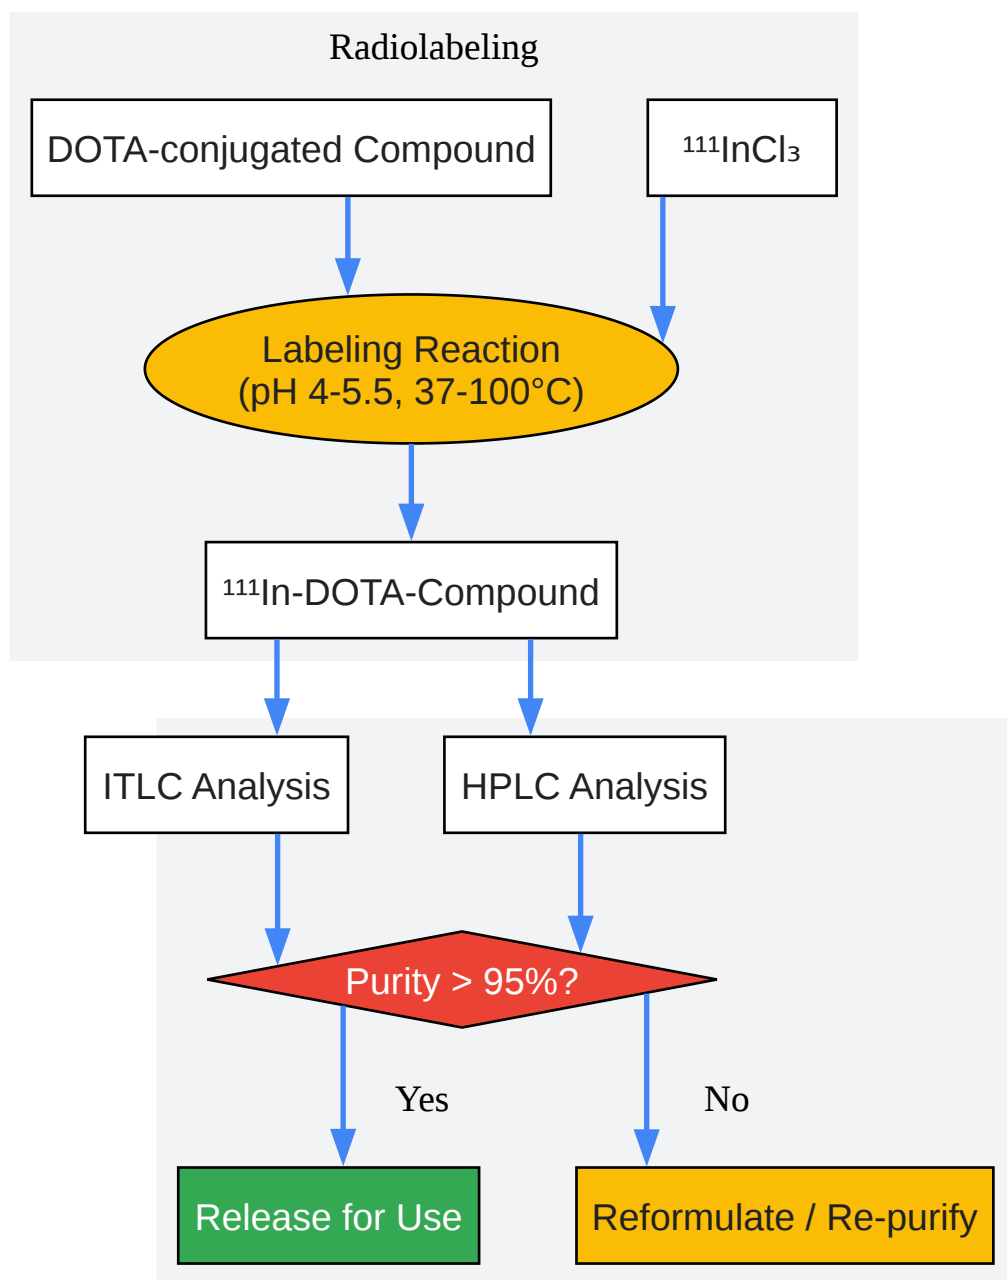 Radiolabeling
DOTA-conjugated Compound
¹¹¹InCl₃
Labeling Reaction
(pH 4-5.5, 37-100°C)
¹¹¹In-DOTA-Compound
ITLC Analysis
HPLC Analysis
Purity > 95%?
Yes
No
Release for Use
Reformulate / Re-purify